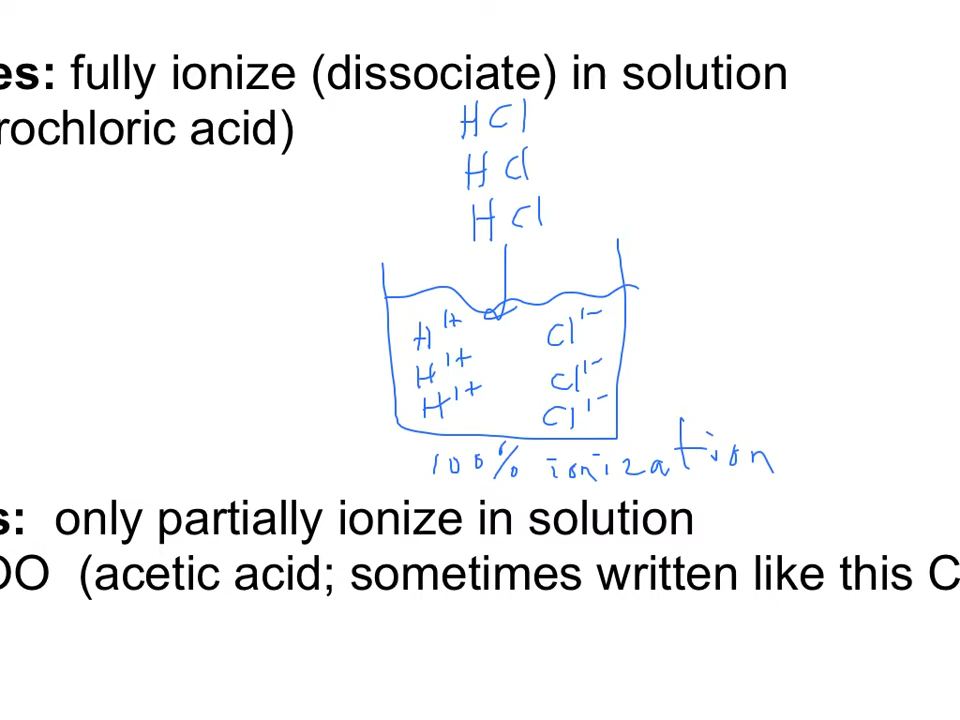 es: fully ionize (dissociate) in solution
rochloric acid)
HCl
HCl
HCl
H¹⁺ Cl¹⁻
H¹⁺ Cl¹⁻
H¹⁺ Cl¹⁻
100% ionization
s: only partially ionize in solution
OO (acetic acid; sometimes written like this C